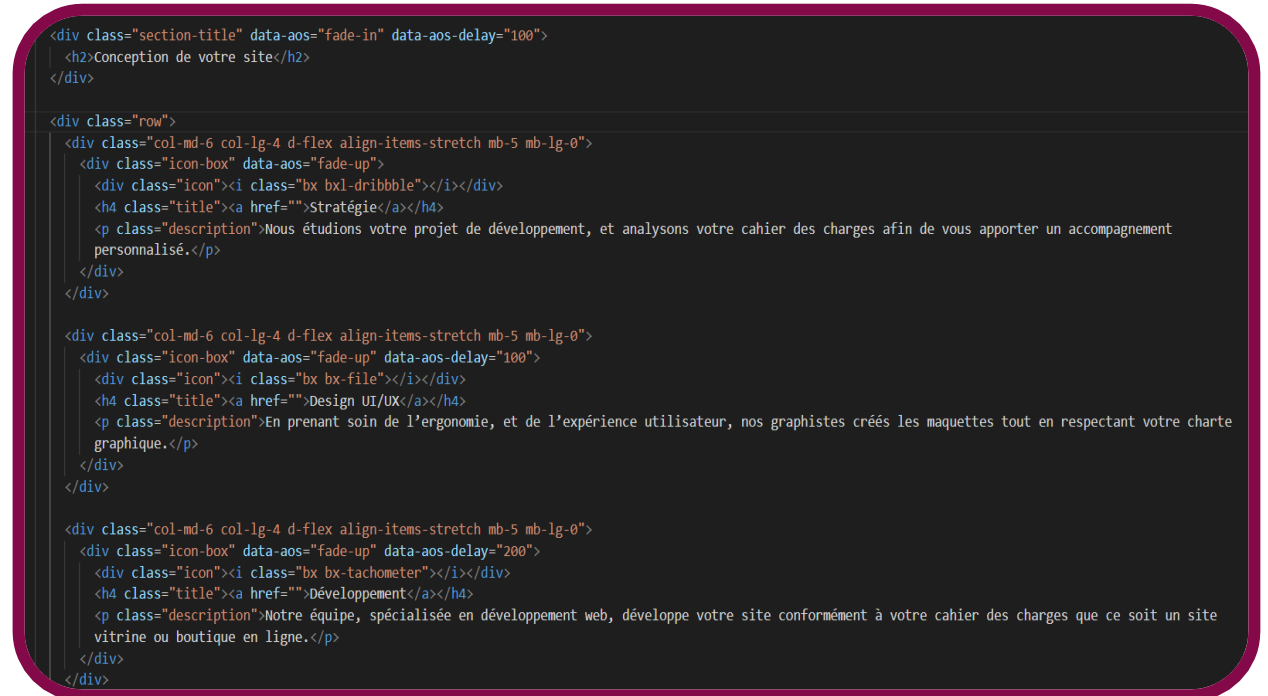 <div class="section-title" data-aos="fade-in" data-aos-delay="100">
<h2>Conception de votre site</h2>
</div>
<div class="row">
<div class="col-md-6 col-lg-4 d-flex align-items-stretch mb-5 mb-lg-0">
<div class="icon-box" data-aos="fade-up">
<div class="icon"><i class="bx bxl-dribbble"></i></div>
<h4 class="title"><a href="">Stratégie</a></h4>
<p class="description">Nous étudions votre projet de développement, et analysons votre cahier des charges afin de vous apporter un accompagnement
personnalisé.</p>
</div>
</div>
<div class="col-md-6 col-lg-4 d-flex align-items-stretch mb-5 mb-lg-0">
<div class="icon-box" data-aos="fade-up" data-aos-delay="100">
<div class="icon"><i class="bx bx-file"></i></div>
<h4 class="title"><a href="">Design UI/UX</a></h4>
<p class="description">En prenant soin de l’ergonomie, et de l’expérience utilisateur, nos graphistes créés les maquettes tout en respectant votre charte
graphique.</p>
</div>
</div>
<div class="col-md-6 col-lg-4 d-flex align-items-stretch mb-5 mb-lg-0">
<div class="icon-box" data-aos="fade-up" data-aos-delay="200">
<div class="icon"><i class="bx bx-tachometer"></i></div>
<h4 class="title"><a href="">Développement</a></h4>
<p class="description">Notre équipe, spécialisée en développement web, développe votre site conformément à votre cahier des charges que ce soit un site
vitrine ou boutique en ligne.</p>
</div>
</div>